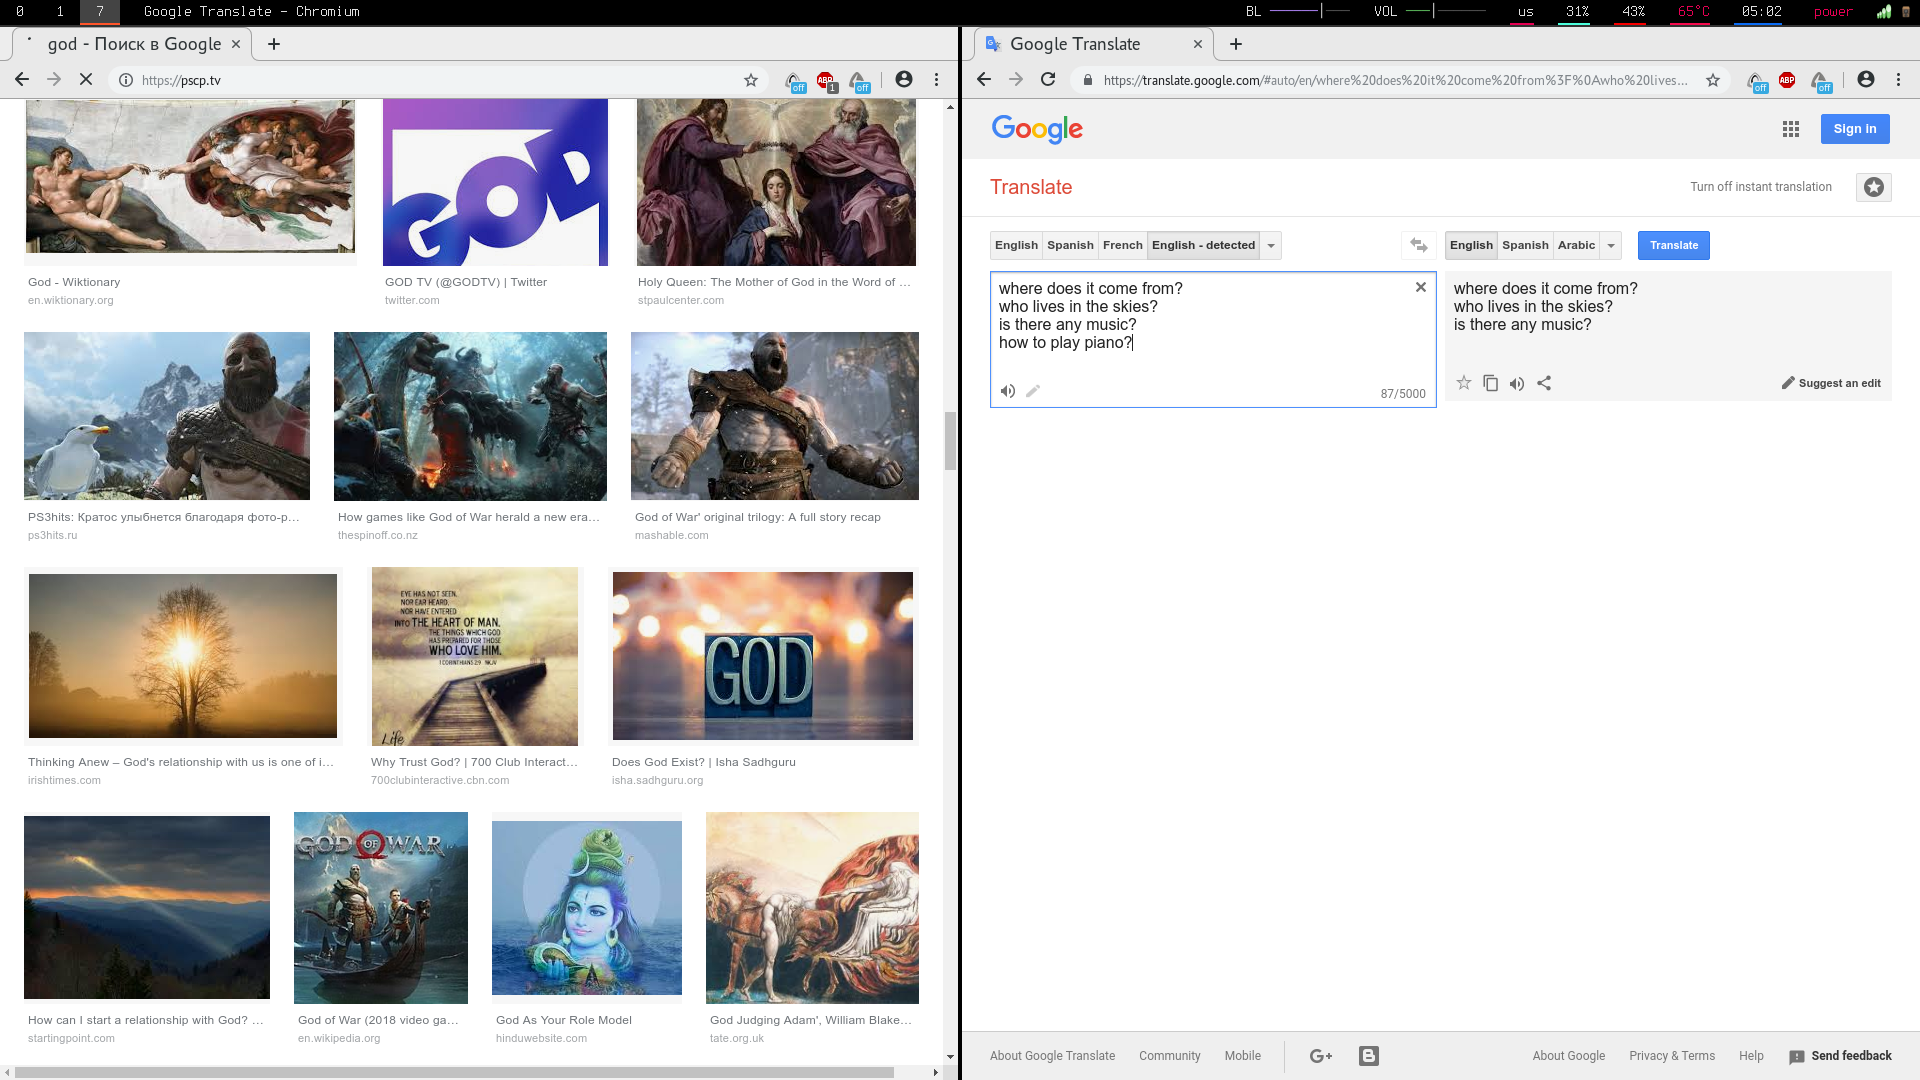 0 1 7 Google Translate - Chromium BL VOL us 31% 43% 65°C 05:02 power
god - Поиск в Google
https://pscp.tv
off 1 off
God - Wiktionary
en.wiktionary.org
GOD
GOD TV (@GODTV) | Twitter
twitter.com
Holy Queen: The Mother of God in the Word of ...
stpaulcenter.com
PS3hits: Кратос улыбнется благодаря фото-р...
ps3hits.ru
How games like God of War herald a new era...
thespinoff.co.nz
God of War' original trilogy: A full story recap
mashable.com
Thinking Anew – God's relationship with us is one of i...
irishtimes.com
EYE HAS NOT SEEN,
NOR EAR HEARD,
NOR HAVE ENTERED
INTO THE HEART OF MAN,
THE THINGS WHICH GOD
HAS PREPARED FOR THOSE
WHO LOVE HIM.
1 CORINTHIANS 2:9 NKJV
Life
Why Trust God? | 700 Club Interact...
700clubinteractive.cbn.com
GOD
Does God Exist? | Isha Sadhguru
isha.sadhguru.org
How can I start a relationship with God? ...
startingpoint.com
GOD OF WAR
God of War (2018 video ga...
en.wikipedia.org
God As Your Role Model
hinduwebsite.com
God Judging Adam', William Blake...
tate.org.uk
Google Translate
https://translate.google.com/#auto/en/where%20does%20it%20come%20from%3F%0Awho%20lives...
off ABP off
Google
Sign in
Translate
Turn off instant translation
English Spanish French English - detected
English Spanish Arabic Translate
where does it come from?
who lives in the skies?
is there any music?
how to play piano?
87/5000
where does it come from?
who lives in the skies?
is there any music?
Suggest an edit
About Google Translate Community Mobile G+ About Google Privacy & Terms Help Send feedback